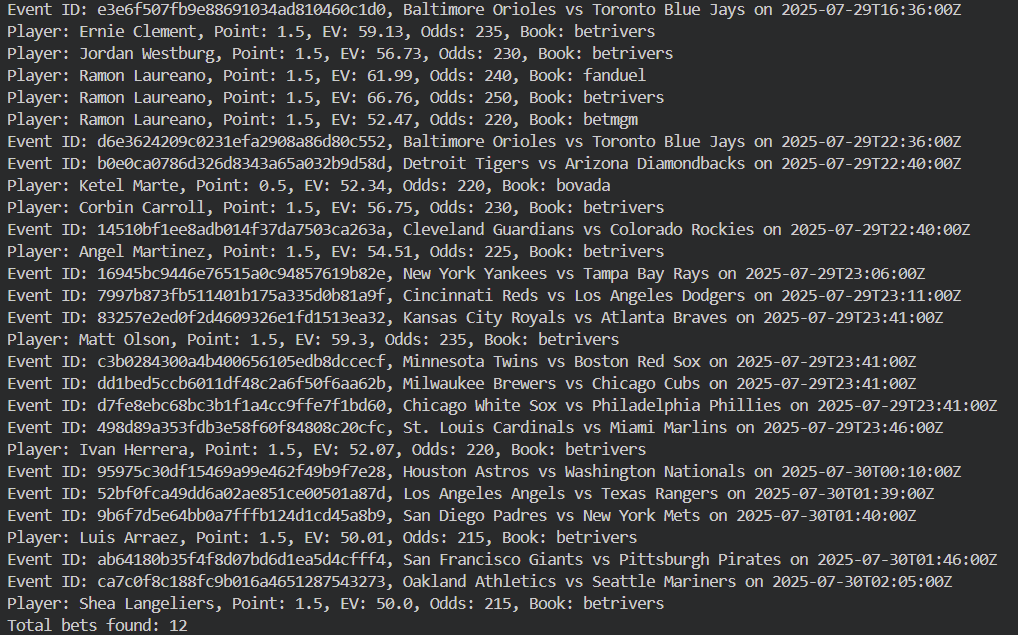 Event ID: e3e6f507fb9e88691034ad810460c1d0, Baltimore Orioles vs Toronto Blue Jays on 2025-07-29T16:36:00Z
Player: Ernie Clement, Point: 1.5, EV: 59.13, Odds: 235, Book: betrivers
Player: Jordan Westburg, Point: 1.5, EV: 56.73, Odds: 230, Book: betrivers
Player: Ramon Laureano, Point: 1.5, EV: 61.99, Odds: 240, Book: fanduel
Player: Ramon Laureano, Point: 1.5, EV: 66.76, Odds: 250, Book: betrivers
Player: Ramon Laureano, Point: 1.5, EV: 52.47, Odds: 220, Book: betmgm
Event ID: d6e3624209c0231efa2908a86d80c552, Baltimore Orioles vs Toronto Blue Jays on 2025-07-29T22:36:00Z
Event ID: b0e0ca0786d326d8343a65a032b9d58d, Detroit Tigers vs Arizona Diamondbacks on 2025-07-29T22:40:00Z
Player: Ketel Marte, Point: 0.5, EV: 52.34, Odds: 220, Book: bovada
Player: Corbin Carroll, Point: 1.5, EV: 56.75, Odds: 230, Book: betrivers
Event ID: 14510bf1ee8adb014f37da7503ca263a, Cleveland Guardians vs Colorado Rockies on 2025-07-29T22:40:00Z
Player: Angel Martinez, Point: 1.5, EV: 54.51, Odds: 225, Book: betrivers
Event ID: 16945bc9446e76515a0c94857619b82e, New York Yankees vs Tampa Bay Rays on 2025-07-29T23:06:00Z
Event ID: 7997b873fb511401b175a335d0b81a9f, Cincinnati Reds vs Los Angeles Dodgers on 2025-07-29T23:11:00Z
Event ID: 83257e2ed0f2d4609326e1fd1513ea32, Kansas City Royals vs Atlanta Braves on 2025-07-29T23:41:00Z
Player: Matt Olson, Point: 1.5, EV: 59.3, Odds: 235, Book: betrivers
Event ID: c3b0284300a4b400656105edb8dccecf, Minnesota Twins vs Boston Red Sox on 2025-07-29T23:41:00Z
Event ID: dd1bed5ccb6011df48c2a6f50f6aa62b, Milwaukee Brewers vs Chicago Cubs on 2025-07-29T23:41:00Z
Event ID: d7fe8ebc68bc3b1f1a4cc9ffe7f1bd60, Chicago White Sox vs Philadelphia Phillies on 2025-07-29T23:41:00Z
Event ID: 498d89a353fdb3e58f60f84808c20cfc, St. Louis Cardinals vs Miami Marlins on 2025-07-29T23:46:00Z
Player: Ivan Herrera, Point: 1.5, EV: 52.07, Odds: 220, Book: betrivers
Event ID: 95975c30df15469a99e462f49b9f7e28, Houston Astros vs Washington Nationals on 2025-07-30T00:10:00Z
Event ID: 52bf0fca49dd6a02ae851ce00501a87d, Los Angeles Angels vs Texas Rangers on 2025-07-30T01:39:00Z
Event ID: 9b6f7d5e64bb0a7fffb124d1cd45a8b9, San Diego Padres vs New York Mets on 2025-07-30T01:40:00Z
Player: Luis Arraez, Point: 1.5, EV: 50.01, Odds: 215, Book: betrivers
Event ID: ab64180b35f4f8d07bd6d1ea5d4cfff4, San Francisco Giants vs Pittsburgh Pirates on 2025-07-30T01:46:00Z
Event ID: ca7c0f8c188fc9b016a4651287543273, Oakland Athletics vs Seattle Mariners on 2025-07-30T02:05:00Z
Player: Shea Langeliers, Point: 1.5, EV: 50.0, Odds: 215, Book: betrivers
Total bets found: 12